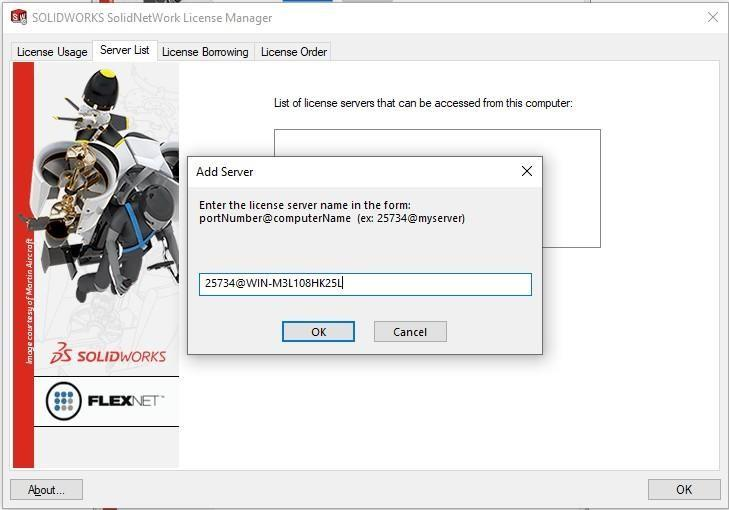 SOLIDWORKS SolidNetWork License Manager
License Usage Server List License Borrowing License Order
List of license servers that can be accessed from this computer:
Add Server
Enter the license server name in the form:
portNumber@computerName (ex: 25734@myserver)
25734@WIN-M3L108HK25L
OK Cancel
Image courtesy of Martin Aircraft
SOLIDWORKS
FLEXNET™
About... OK